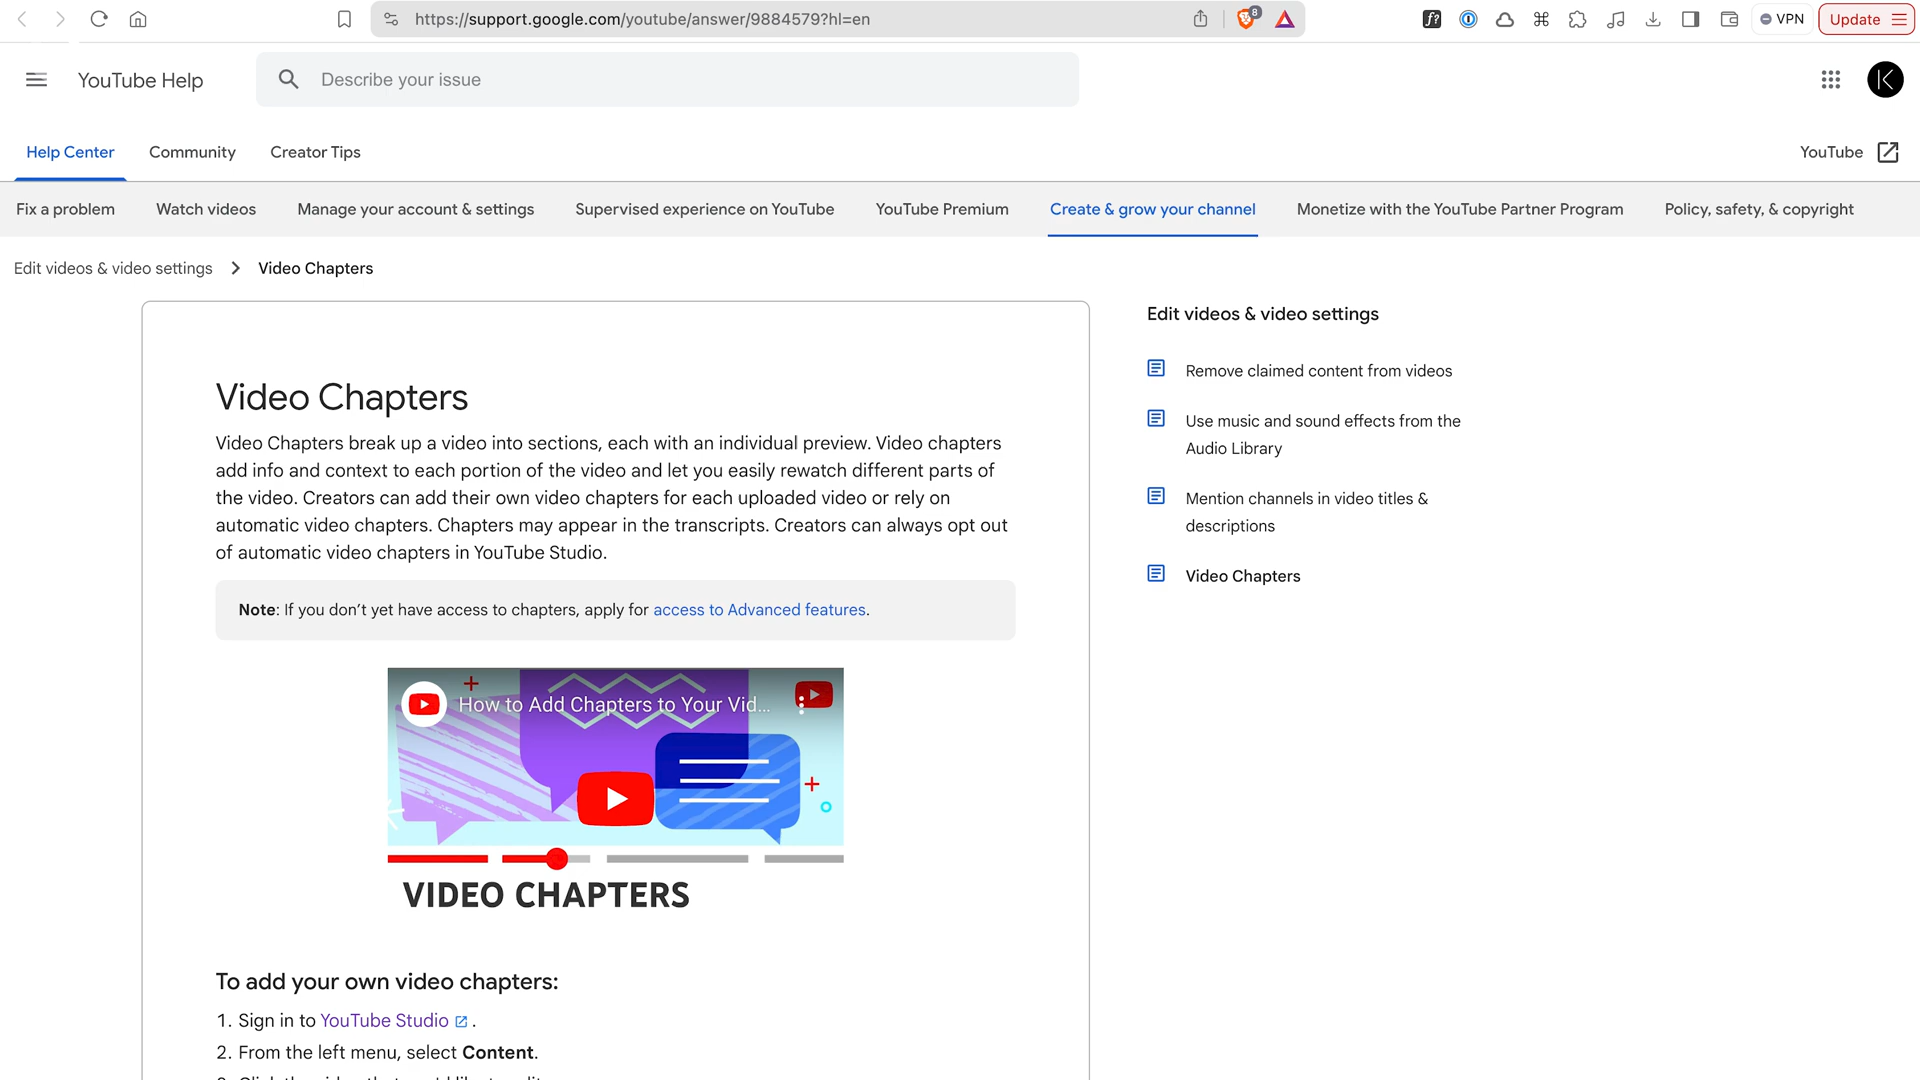 https://support.google.com/youtube/answer/9884579?hl=en
8
f?
VPN
Update
YouTube Help
Describe your issue
K
Help Center
Community
Creator Tips
YouTube
Fix a problem
Watch videos
Manage your account & settings
Supervised experience on YouTube
YouTube Premium
Create & grow your channel
Monetize with the YouTube Partner Program
Policy, safety, & copyright
Edit videos & video settings
Video Chapters
Video Chapters
Video Chapters break up a video into sections, each with an individual preview. Video chapters
add info and context to each portion of the video and let you easily rewatch different parts of
the video. Creators can add their own video chapters for each uploaded video or rely on
automatic video chapters. Chapters may appear in the transcripts. Creators can always opt out
of automatic video chapters in YouTube Studio.
Note: If you don’t yet have access to chapters, apply for access to Advanced features.
How to Add Chapters to Your Vid...
VIDEO CHAPTERS
To add your own video chapters:
1. Sign in to YouTube Studio .
2. From the left menu, select Content.
Edit videos & video settings
Remove claimed content from videos
Use music and sound effects from the
Audio Library
Mention channels in video titles &
descriptions
Video Chapters